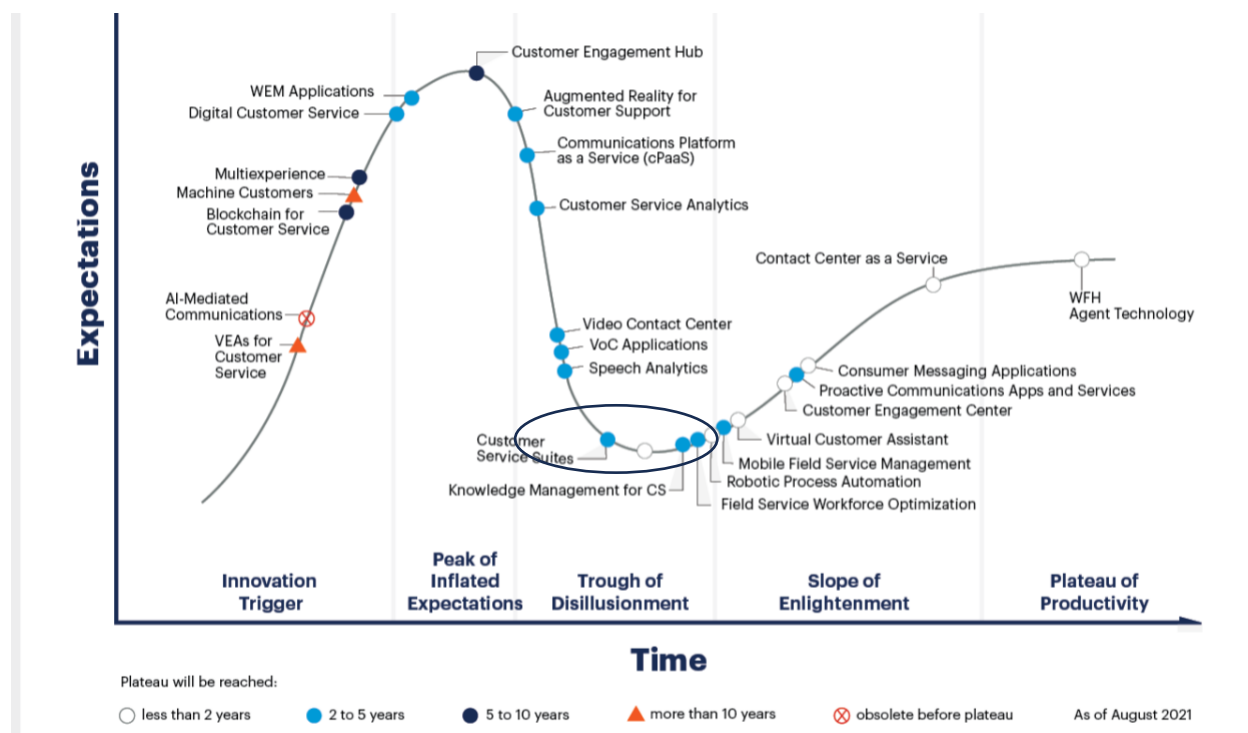 Customer Engagement Hub
WEM Applications
Digital Customer Service
Augmented Reality for
Customer Support
Communications Platform
as a Service (cPaaS)
Multiexperience
Machine Customers
Blockchain for
Customer Service
Customer Service Analytics
Contact Center as a Service
AI-Mediated
Communications
VEAs for
Customer
Service
WFH
Agent Technology
Video Contact Center
VoC Applications
Speech Analytics
Consumer Messaging Applications
Proactive Communications Apps and Services
Customer Engagement Center
Customer
Service Suites
Virtual Customer Assistant
Mobile Field Service Management
Robotic Process Automation
Knowledge Management for CS
Field Service Workforce Optimization
Expectations
Innovation
Trigger
Peak of
Inflated
Expectations
Trough of
Disillusionment
Slope of
Enlightenment
Plateau of
Productivity
Time
Plateau will be reached:
less than 2 years
2 to 5 years
5 to 10 years
more than 10 years
obsolete before plateau
As of August 2021